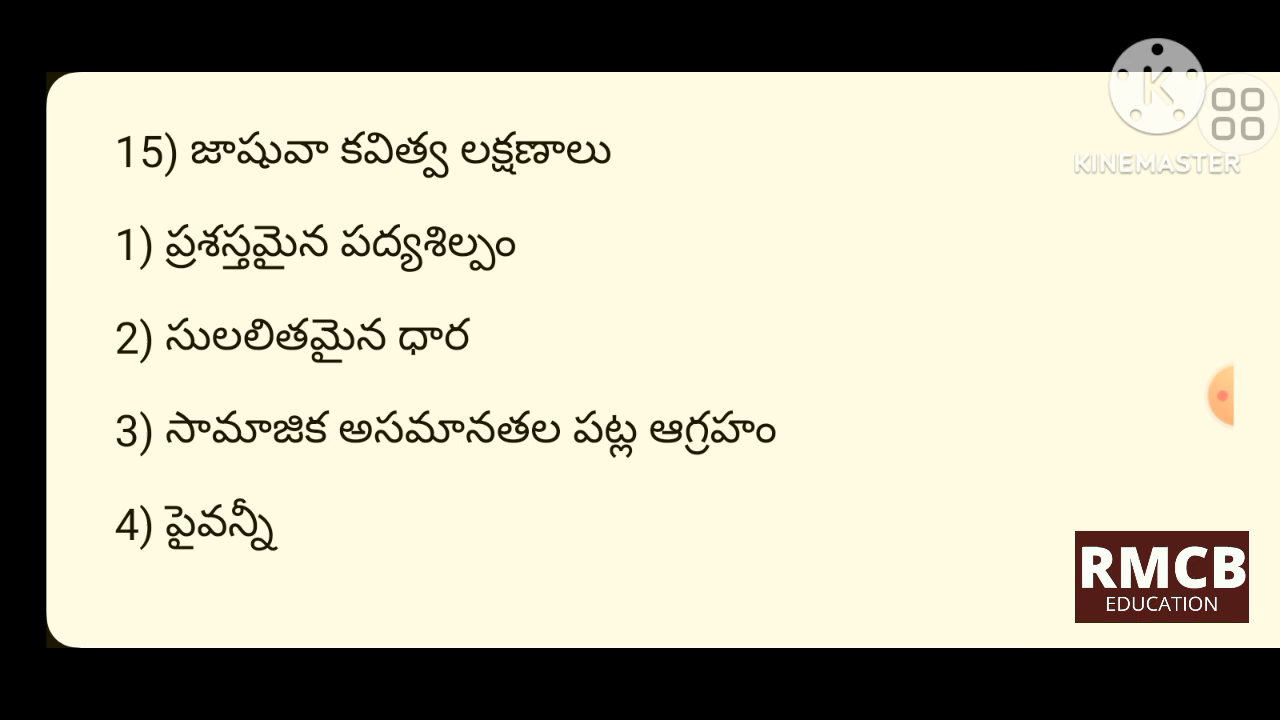 15) జాషువా కవిత్వ లక్షణాలు
1) ప్రశస్తమైన పద్యశిల్పం
2) సులలితమైన ధార
3) సామాజిక అసమానతల పట్ల ఆగ్రహం
4) పైవన్నీ
K
KINEMASTER
RMCB
EDUCATION